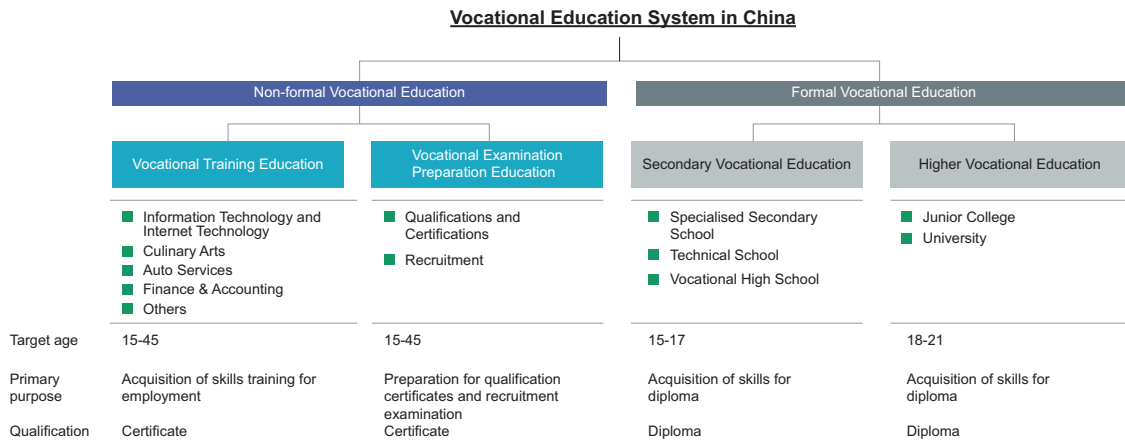 Vocational Education System in China
Non-formal Vocational Education
Formal Vocational Education
Vocational Training Education
Vocational Examination
Preparation Education
Secondary Vocational Education
Higher Vocational Education
Information Technology and
Internet Technology
Culinary Arts
Auto Services
Finance & Accounting
Others
Qualifications and
Certifications
Recruitment
Specialised Secondary
School
Technical School
Vocational High School
Junior College
University
Target age
15-45
15-45
15-17
18-21
Primary
purpose
Acquisition of skills training for
employment
Preparation for qualification
certificates and recruitment
examination
Acquisition of skills for
diploma
Acquisition of skills for
diploma
Qualification
Certificate
Certificate
Diploma
Diploma